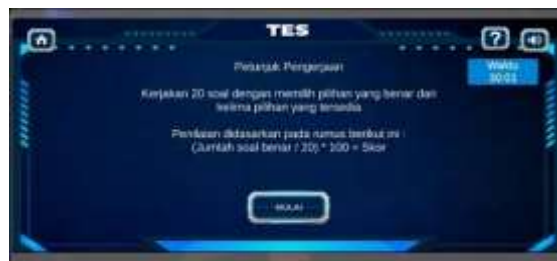 TES
Petunjuk Pengerjaan
Waktu
30:01
Kerjakan 20 soal dengan memilih pilihan yang benar dari
kelima pilihan yang tersedia
Penilaian didasarkan pada rumus berikut ini :
(Jumlah soal benar / 20) * 100 = Skor
MULAI